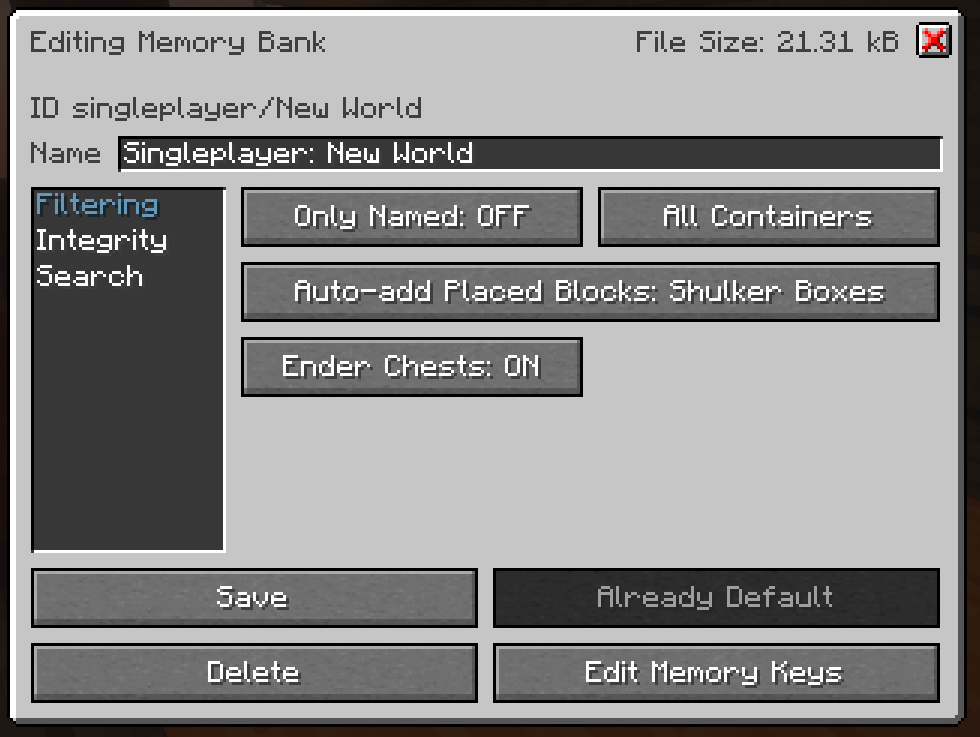 Editing Memory Bank File Size: 21.31 kB
ID singleplayer/New World
Name Singleplayer: New World
Filtering
Integrity
Search
Only Named: OFF
All Containers
Auto-add Placed Blocks: Shulker Boxes
Ender Chests: ON
Save
Already Default
Delete
Edit Memory Keys